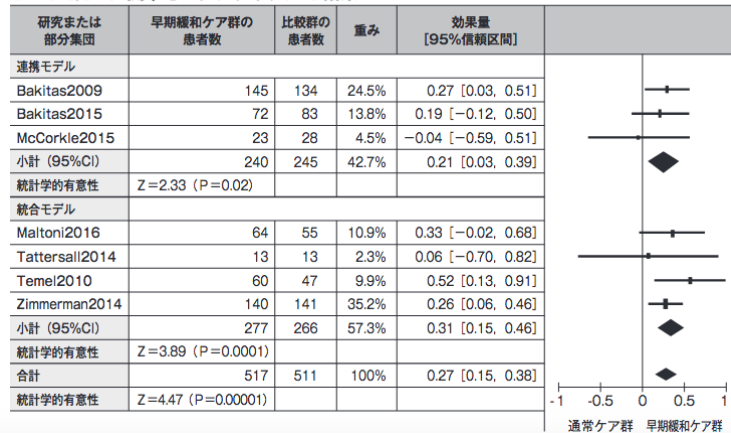 研究または 部分集団 早期緩和ケア群の 患者数 比較群の 患者数 重み 効果量 [95%信頼区間]
連携モデル
Bakitas2009 145 134 24.5% 0.27 [0.03, 0.51]
Bakitas2015 72 83 13.8% 0.19 [−0.12, 0.50]
McCorkle2015 23 28 4.5% −0.04 [−0.59, 0.51]
小計（95%CI） 240 245 42.7% 0.21 [0.03, 0.39]
統計学的有意性 Z＝2.33（P＝0.02）
統合モデル
Maltoni2016 64 55 10.9% 0.33 [−0.02, 0.68]
Tattersall2014 13 13 2.3% 0.06 [−0.70, 0.82]
Temel2010 60 47 9.9% 0.52 [0.13, 0.91]
Zimmerman2014 140 141 35.2% 0.26 [0.06, 0.46]
小計（95%CI） 277 266 57.3% 0.31 [0.15, 0.46]
統計学的有意性 Z＝3.89（P＝0.0001）
合計 517 511 100% 0.27 [0.15, 0.38]
統計学的有意性 Z＝4.47（P＝0.00001）
-1 -0.5 0 0.5 1
通常ケア群 早期緩和ケア群